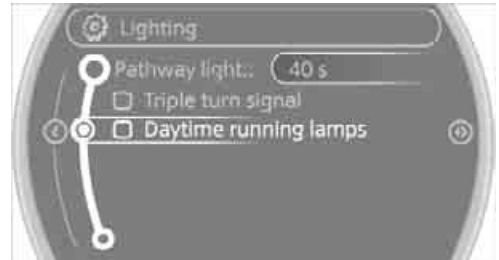 Lighting
Pathway light.: 40 s
Triple turn signal
Daytime running lamps